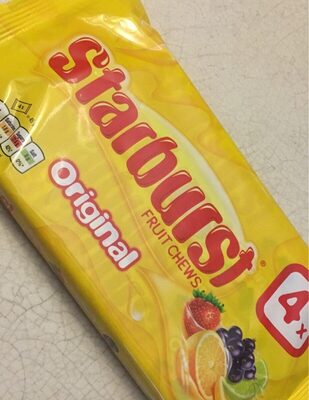 Starburst®
FRUIT CHEWS
Original
4x